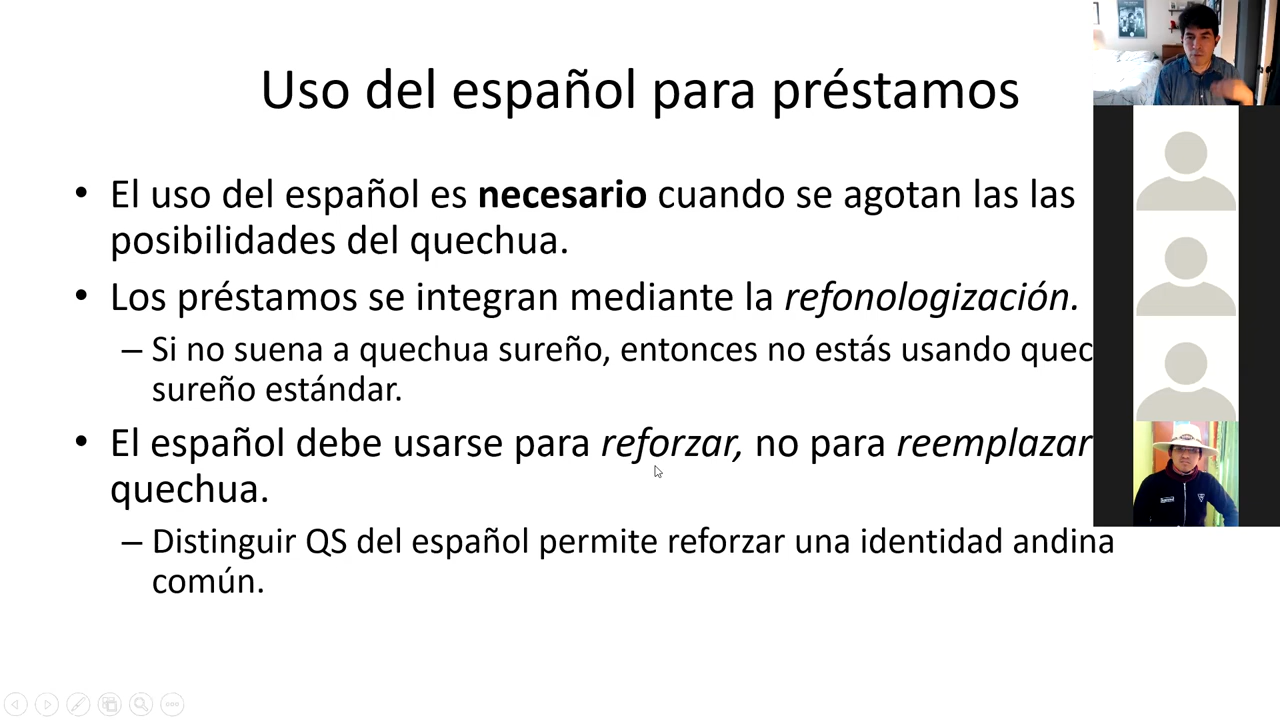 Uso del español para préstamos
• El uso del español es necesario cuando se agotan las las
posibilidades del quechua.
• Los préstamos se integran mediante la refonologización.
– Si no suena a quechua sureño, entonces no estás usando quec
sureño estándar.
• El español debe usarse para reforzar, no para reemplazar
quechua.
– Distinguir QS del español permite reforzar una identidad andina
común.